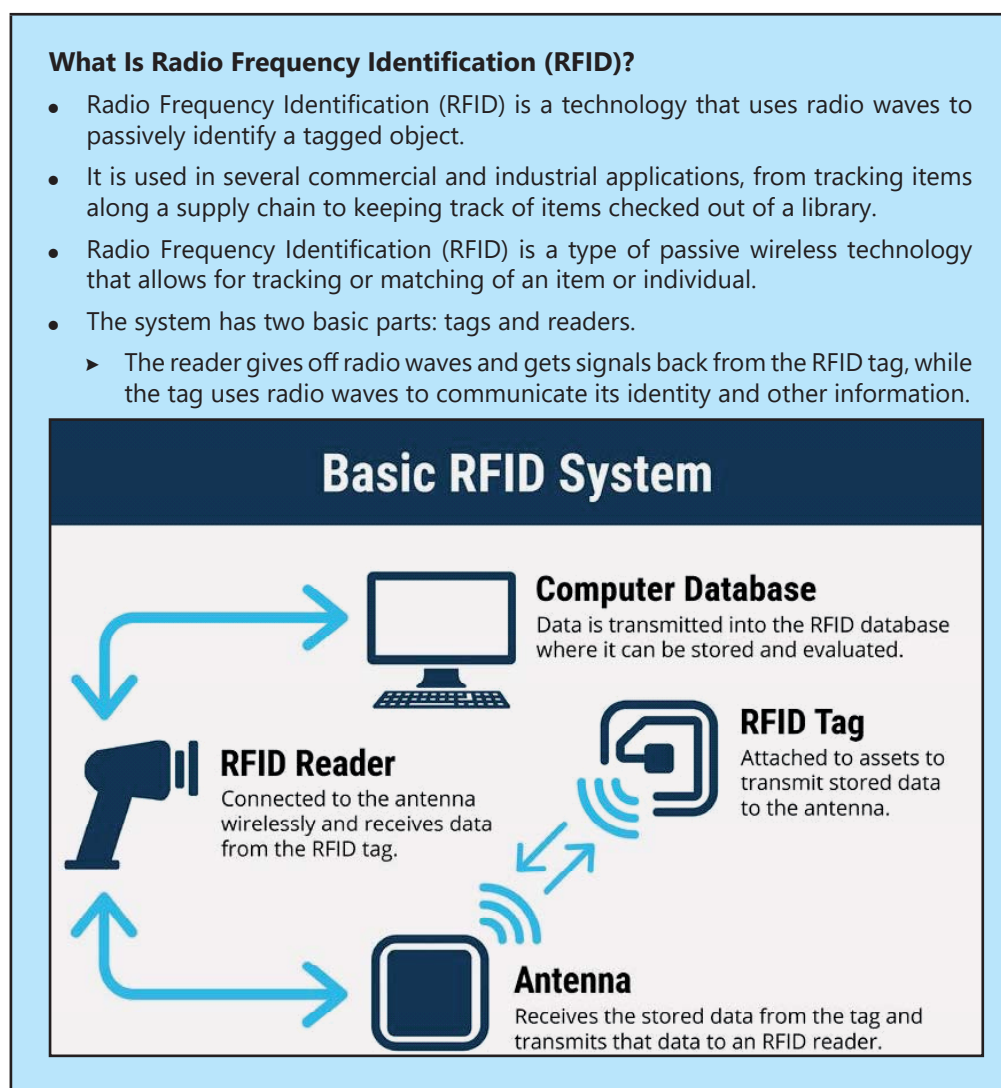 What Is Radio Frequency Identification (RFID)?
● Radio Frequency Identification (RFID) is a technology that uses radio waves to
passively identify a tagged object.
● It is used in several commercial and industrial applications, from tracking items
along a supply chain to keeping track of items checked out of a library.
● Radio Frequency Identification (RFID) is a type of passive wireless technology
that allows for tracking or matching of an item or individual.
● The system has two basic parts: tags and readers.
➤ The reader gives off radio waves and gets signals back from the RFID tag, while
the tag uses radio waves to communicate its identity and other information.
Basic RFID System
Computer Database
Data is transmitted into the RFID database
where it can be stored and evaluated.
RFID Tag
Attached to assets to
transmit stored data
to the antenna.
RFID Reader
Connected to the antenna
wirelessly and receives data
from the RFID tag.
Antenna
Receives the stored data from the tag and
transmits that data to an RFID reader.